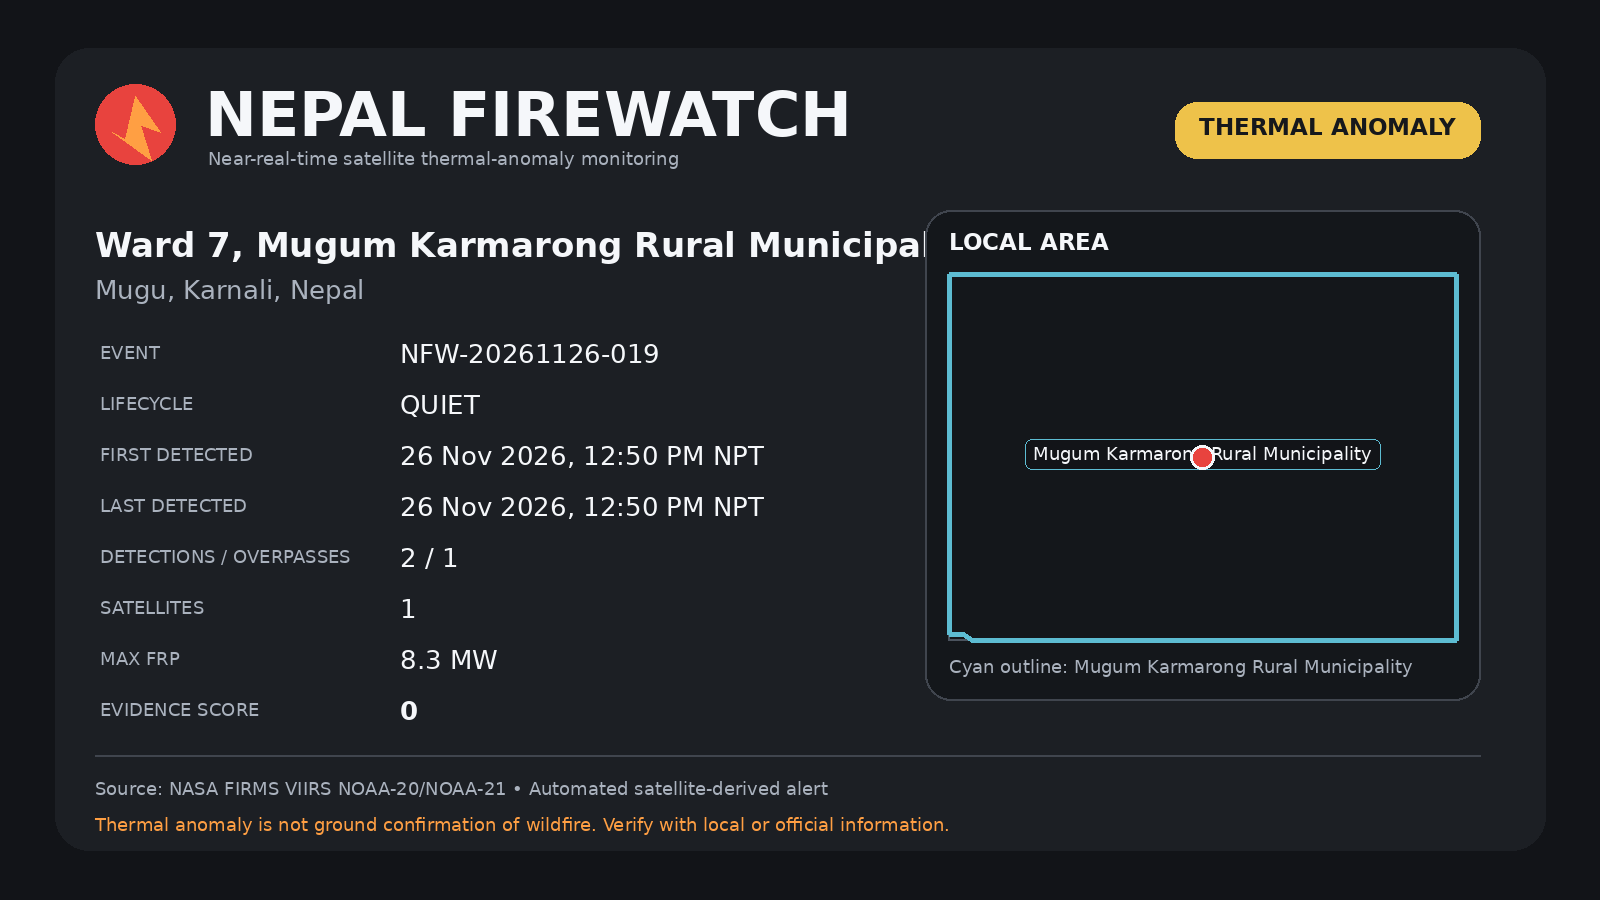 NEPAL FIREWATCH
Near-real-time satellite thermal-anomaly monitoring
THERMAL ANOMALY
Ward 7, Mugum Karmarong Rural Municipal
Mugu, Karnali, Nepal
EVENT NFW-20261126-019
LIFECYCLE QUIET
FIRST DETECTED 26 Nov 2026, 12:50 PM NPT
LAST DETECTED 26 Nov 2026, 12:50 PM NPT
DETECTIONS / OVERPASSES 2 / 1
SATELLITES 1
MAX FRP 8.3 MW
EVIDENCE SCORE 0
LOCAL AREA
Mugum Karmarong Rural Municipality
Cyan outline: Mugum Karmarong Rural Municipality
Source: NASA FIRMS VIIRS NOAA-20/NOAA-21 • Automated satellite-derived alert
Thermal anomaly is not ground confirmation of wildfire. Verify with local or official information.